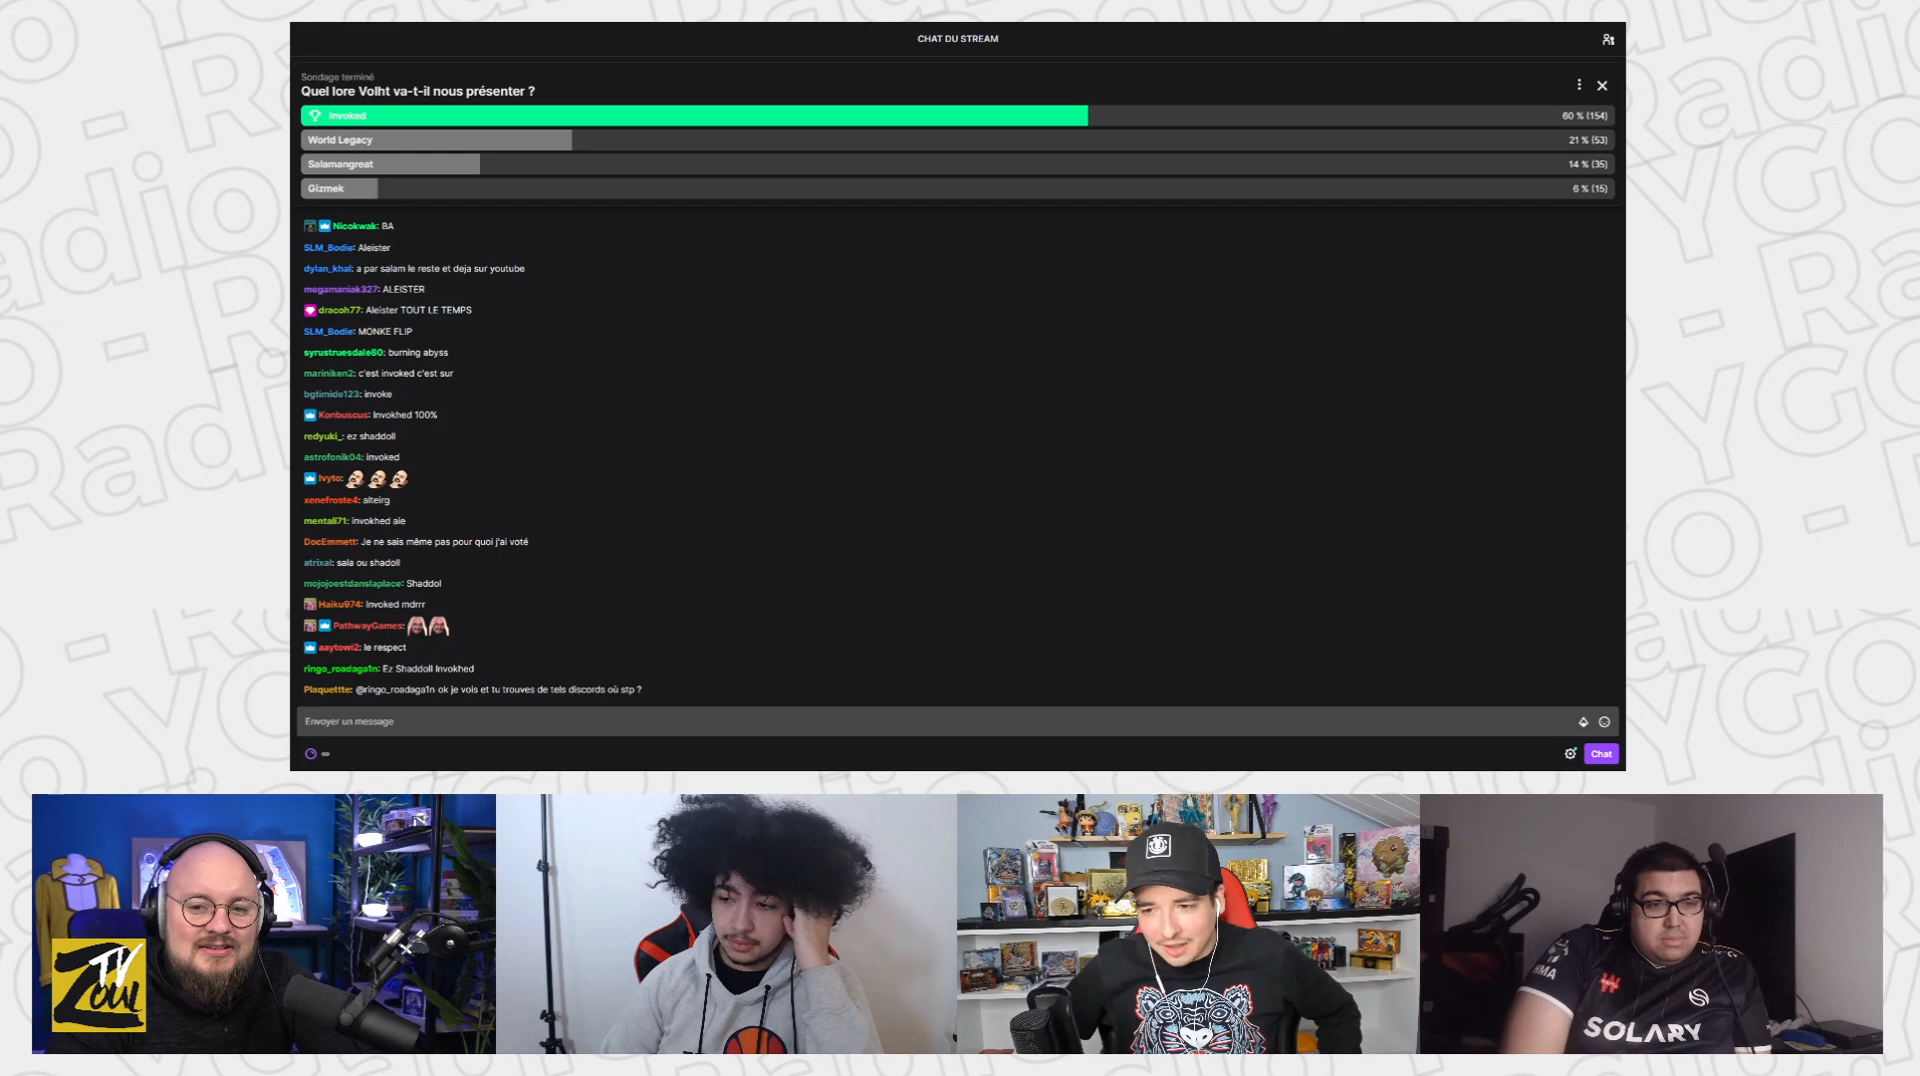 CHAT DU STREAM
Sondage terminé
Quel lore Volht va-t-il nous présenter ?
Invoked 60 % (154)
World Legacy 21 % (53)
Salamangreat 14 % (35)
Gizmek 6 % (15)
Nicokwak: BA
SLM_Bodie: Aleister
dylan_khal: a par salam le reste et deja sur youtube
megamaniak327: ALEISTER
dracoh77: Aleister TOUT LE TEMPS
SLM_Bodie: MONKE FLIP
syrustruesdale80: burning abyss
mariniken2: c'est invoked c'est sur
bgtimide123: invoke
Konbuscus: Invokhed 100%
redyuki_: ez shaddoll
astrofonik04: invoked
Ivyto:
xenefroste4: alteirg
mentali71: invokhed aie
DocEmmett: Je ne sais même pas pour quoi j'ai voté
atrixal: sala ou shadoll
mojojoestdanslaplace: Shaddol
Haiku974: Invoked mdrrr
PathwayGames:
aaytowi2: le respect
ringo_roadaga1n: Ez Shaddoll Invokhed
Plaquettte: @ringo_roadaga1n ok je vois et tu trouves de tels discords où stp ?
Envoyer un message
Chat
TV
Zoul
SOLARY